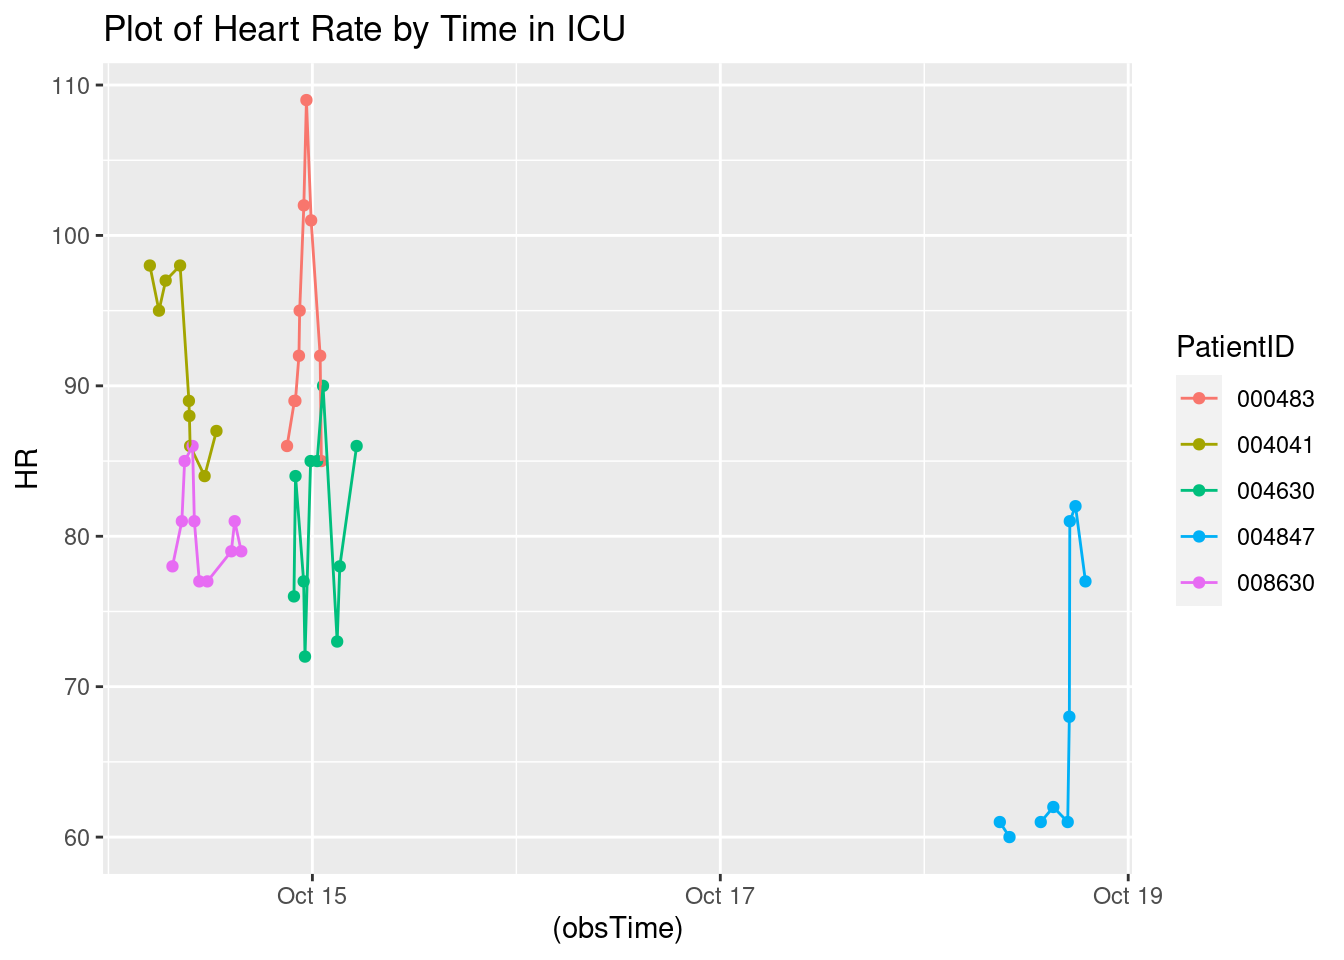 Plot of Heart Rate by Time in ICU
110
100
90
80
70
60
HR
Oct 15
Oct 17
Oct 19
(obsTime)
PatientID
000483
004041
004630
004847
008630